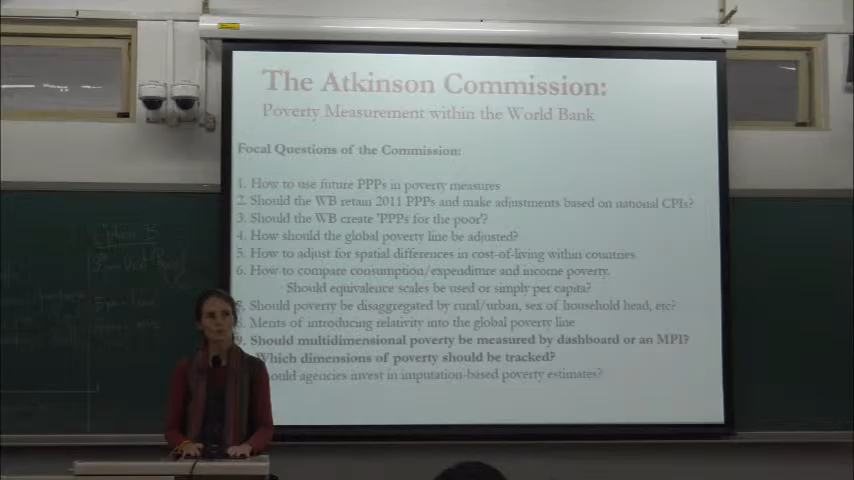 The Atkinson Commission:
Poverty Measurement within the World Bank
Focal Questions of the Commission:
1. How to use future PPPs in poverty measures
2. Should the WB retain 2011 PPPs and make adjustments based on national CPIs?
3. Should the WB create 'PPPs for the poor'?
4. How should the global poverty line be adjusted?
5. How to adjust for spatial differences in cost-of-living within countries
6. How to compare consumption/expenditure and income poverty.
Should equivalence scales be used or simply per capita?
7. Should poverty be disaggregated by rural/urban, sex of household head, etc?
8. Merits of introducing relativity into the global poverty line
9. Should multidimensional poverty be measured by dashboard or an MPI?
Which dimensions of poverty should be tracked?
agencies invest in imputation-based poverty estimates?